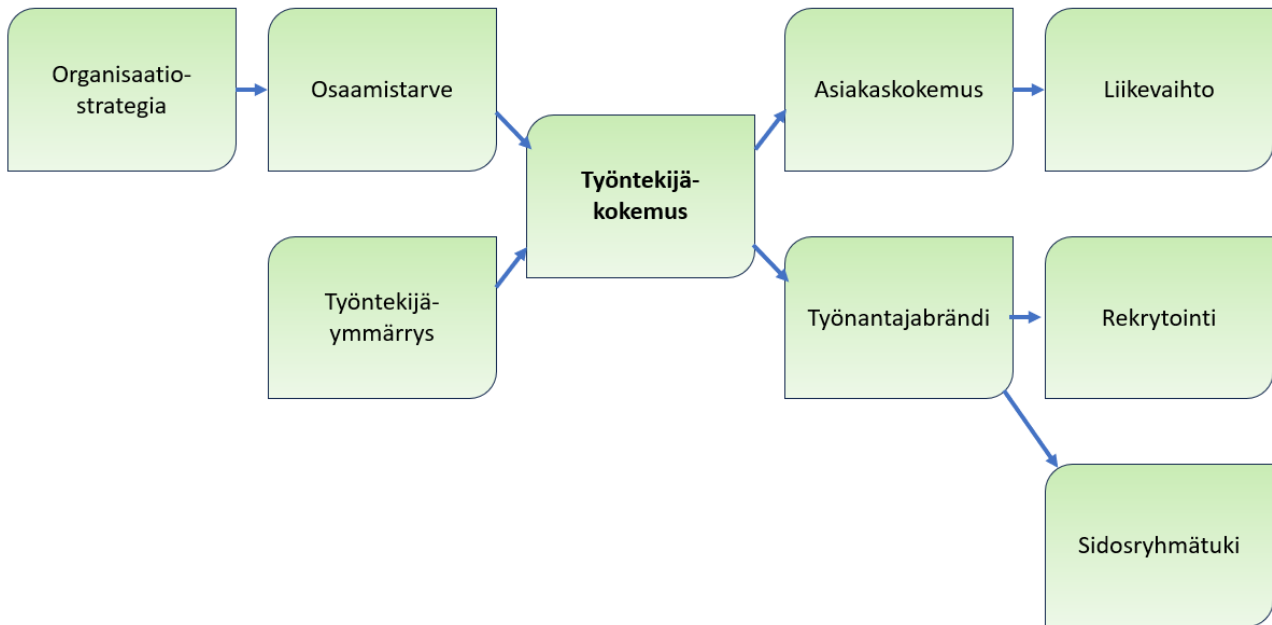 Organisaatio-
strategia
Osaamistarve
Työntekijä-
kokemus
Asiakaskokemus
Liikevaihto
Työntekijä-
ymmärrys
Työnantajabrändi
Rekrytointi
Sidosryhmätuki